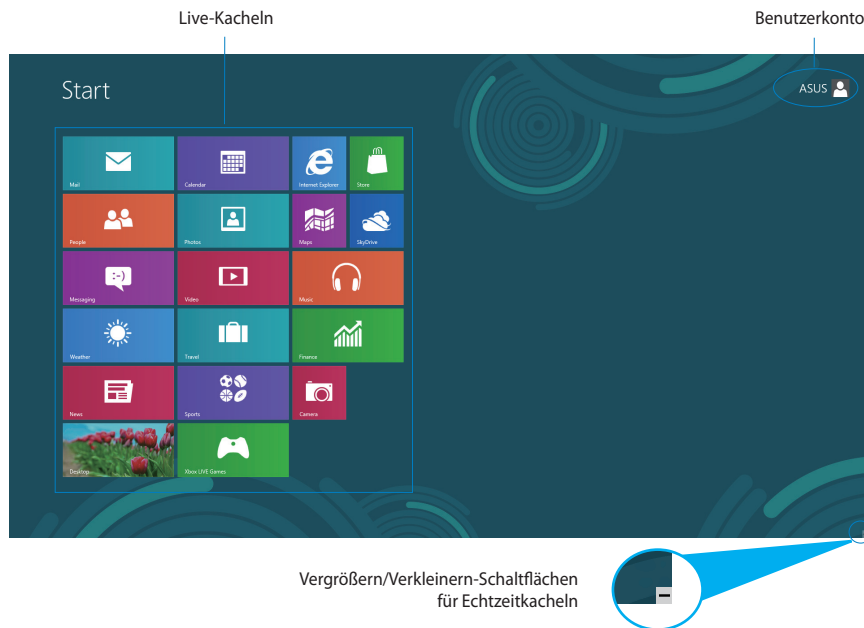 Live-Kacheln
Benutzerkonto
Start
ASUS
Mail
Calendar
Internet Explorer
Store
People
Photos
Maps
SkyDrive
Messaging
Video
Music
Weather
Travel
Finance
News
Sports
Camera
Desktop
Xbox LIVE Games
Vergrößern/Verkleinern-Schaltflächen
für Echtzeitkacheln